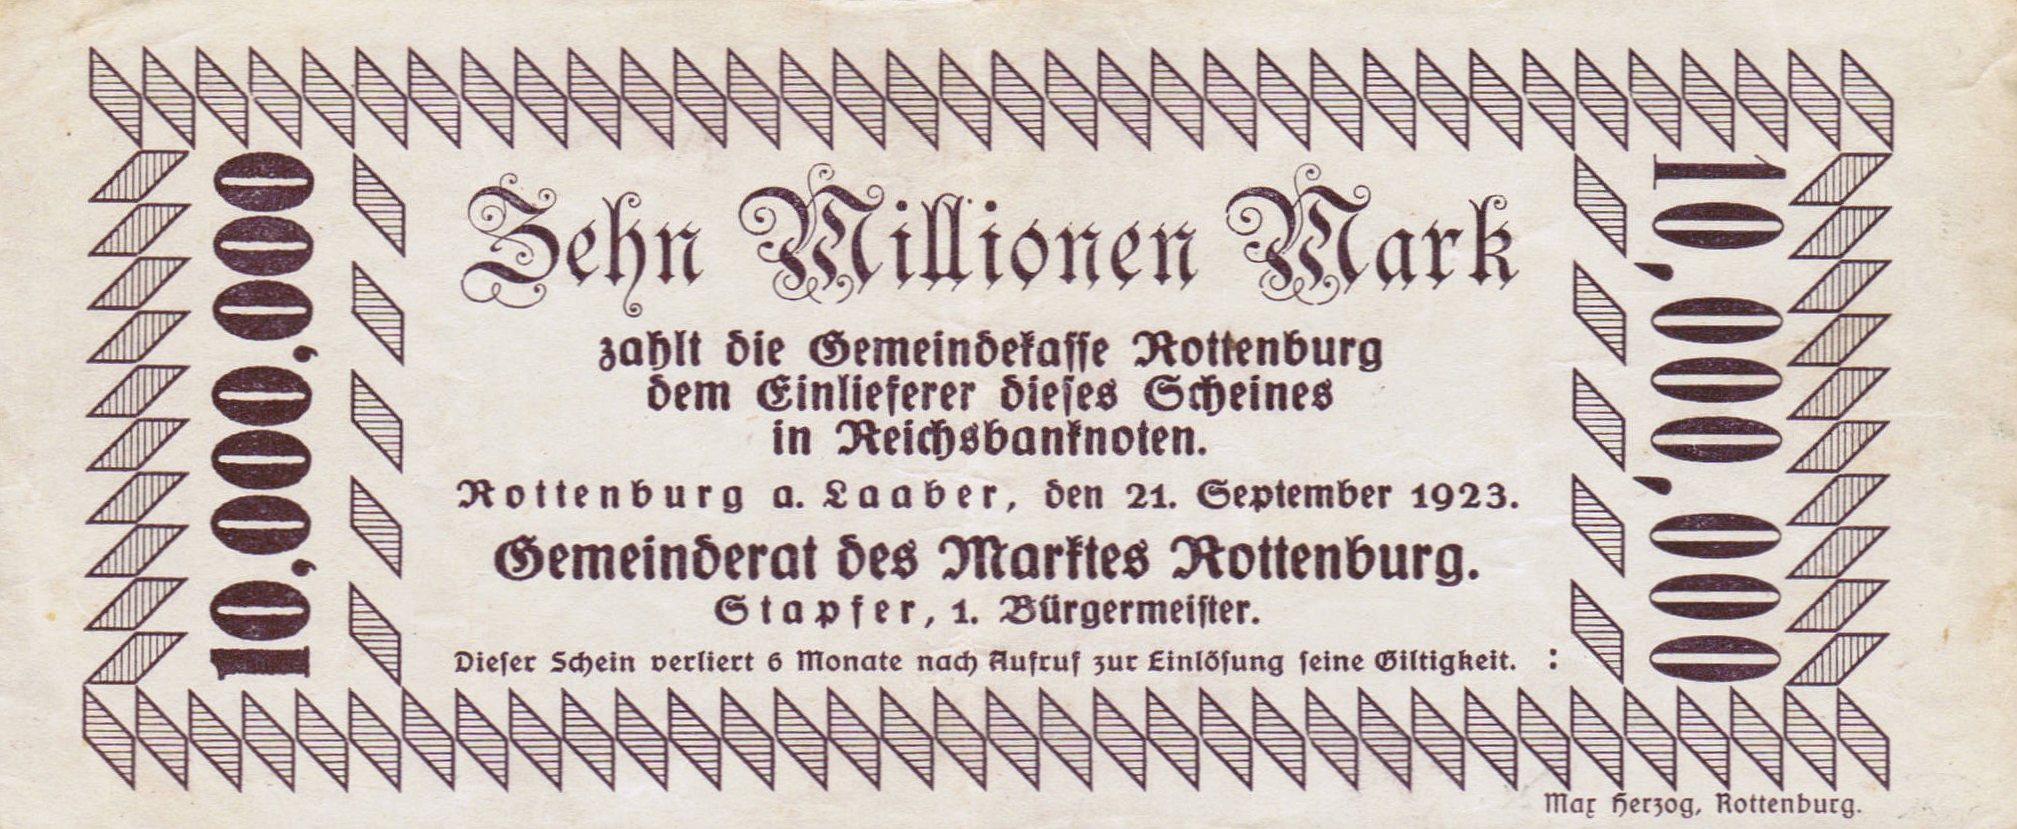 10,000,000
Zehn Millionen Mark
zahlt die Gemeindekasse Rottenburg
dem Einlieferer dieses Scheines
in Reichsbanknoten.
Rottenburg a. Laaber, den 21. September 1923.
Gemeinderat des Marktes Rottenburg.
Stapfer, 1. Bürgermeister.
Dieser Schein verliert 6 Monate nach Aufruf zur Einlösung seine Giltigkeit. :
10,000,000
Max Herzog, Rottenburg.